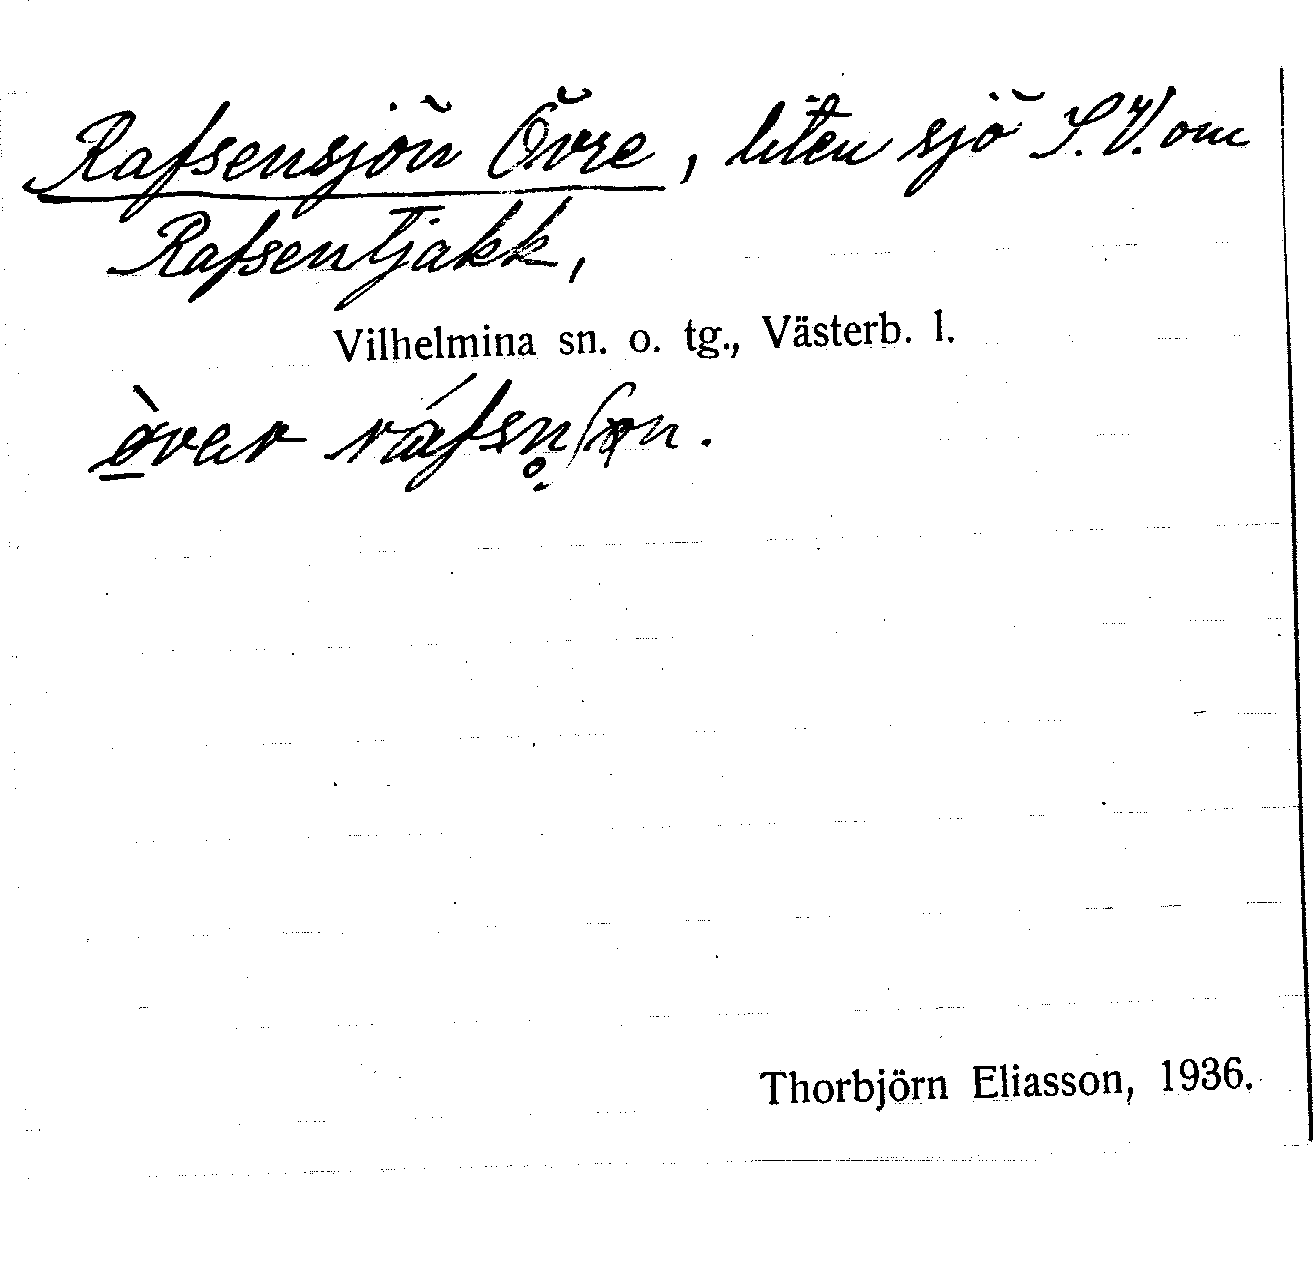 Rafsensjön Övre, liten sjö S.V. om
Rafsentjakk,
Vilhelmina sn. o. tg., Västerb. l.
Thorbjörn Eliasson, 1936.